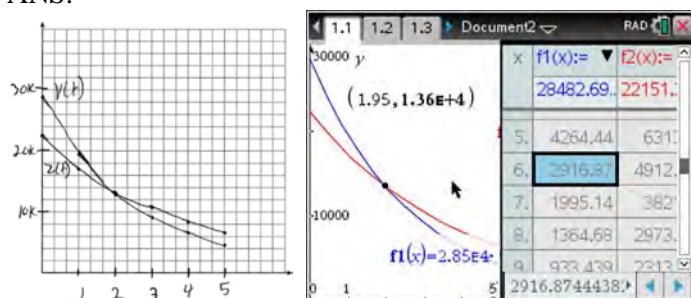 ANS:
30K
y(t)
20K
z(t)
10K
1 2 3 4 5
1.1 1.2 1.3 Document2 RAD
30000 y
(1.95, 1.36E+4)
10000
f1(x)=2.85E4·
0 1 5
x f1(x):= ▼ f2(x):=
28482.69.. 22151.
5. 4264.44 631
6. 2916.87 4912.
7. 1995.14 382
8. 1364.68 2973.
9. 933.439 2313.
2916.8744438